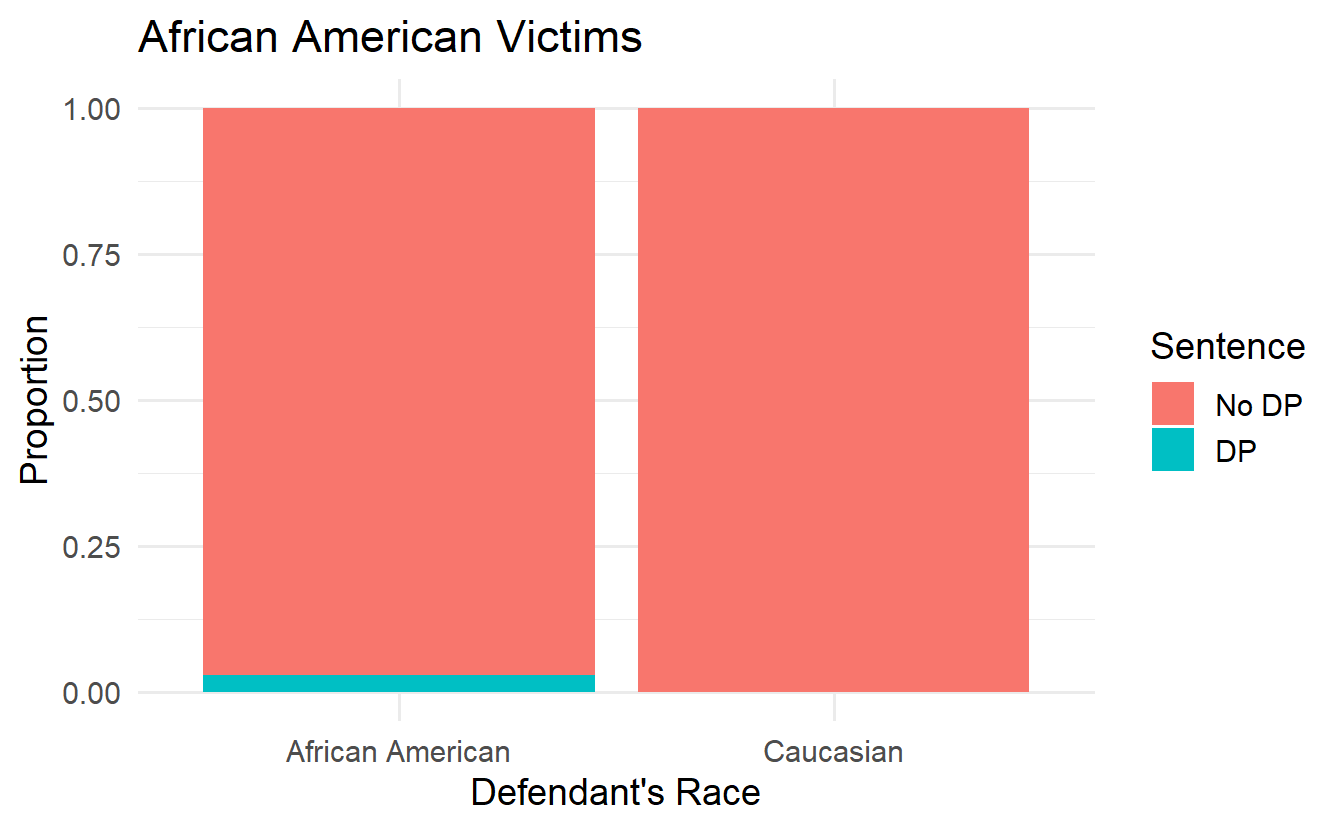 African American Victims
1.00
0.75
0.50
0.25
0.00
Proportion
African American
Caucasian
Defendant's Race
Sentence
No DP
DP